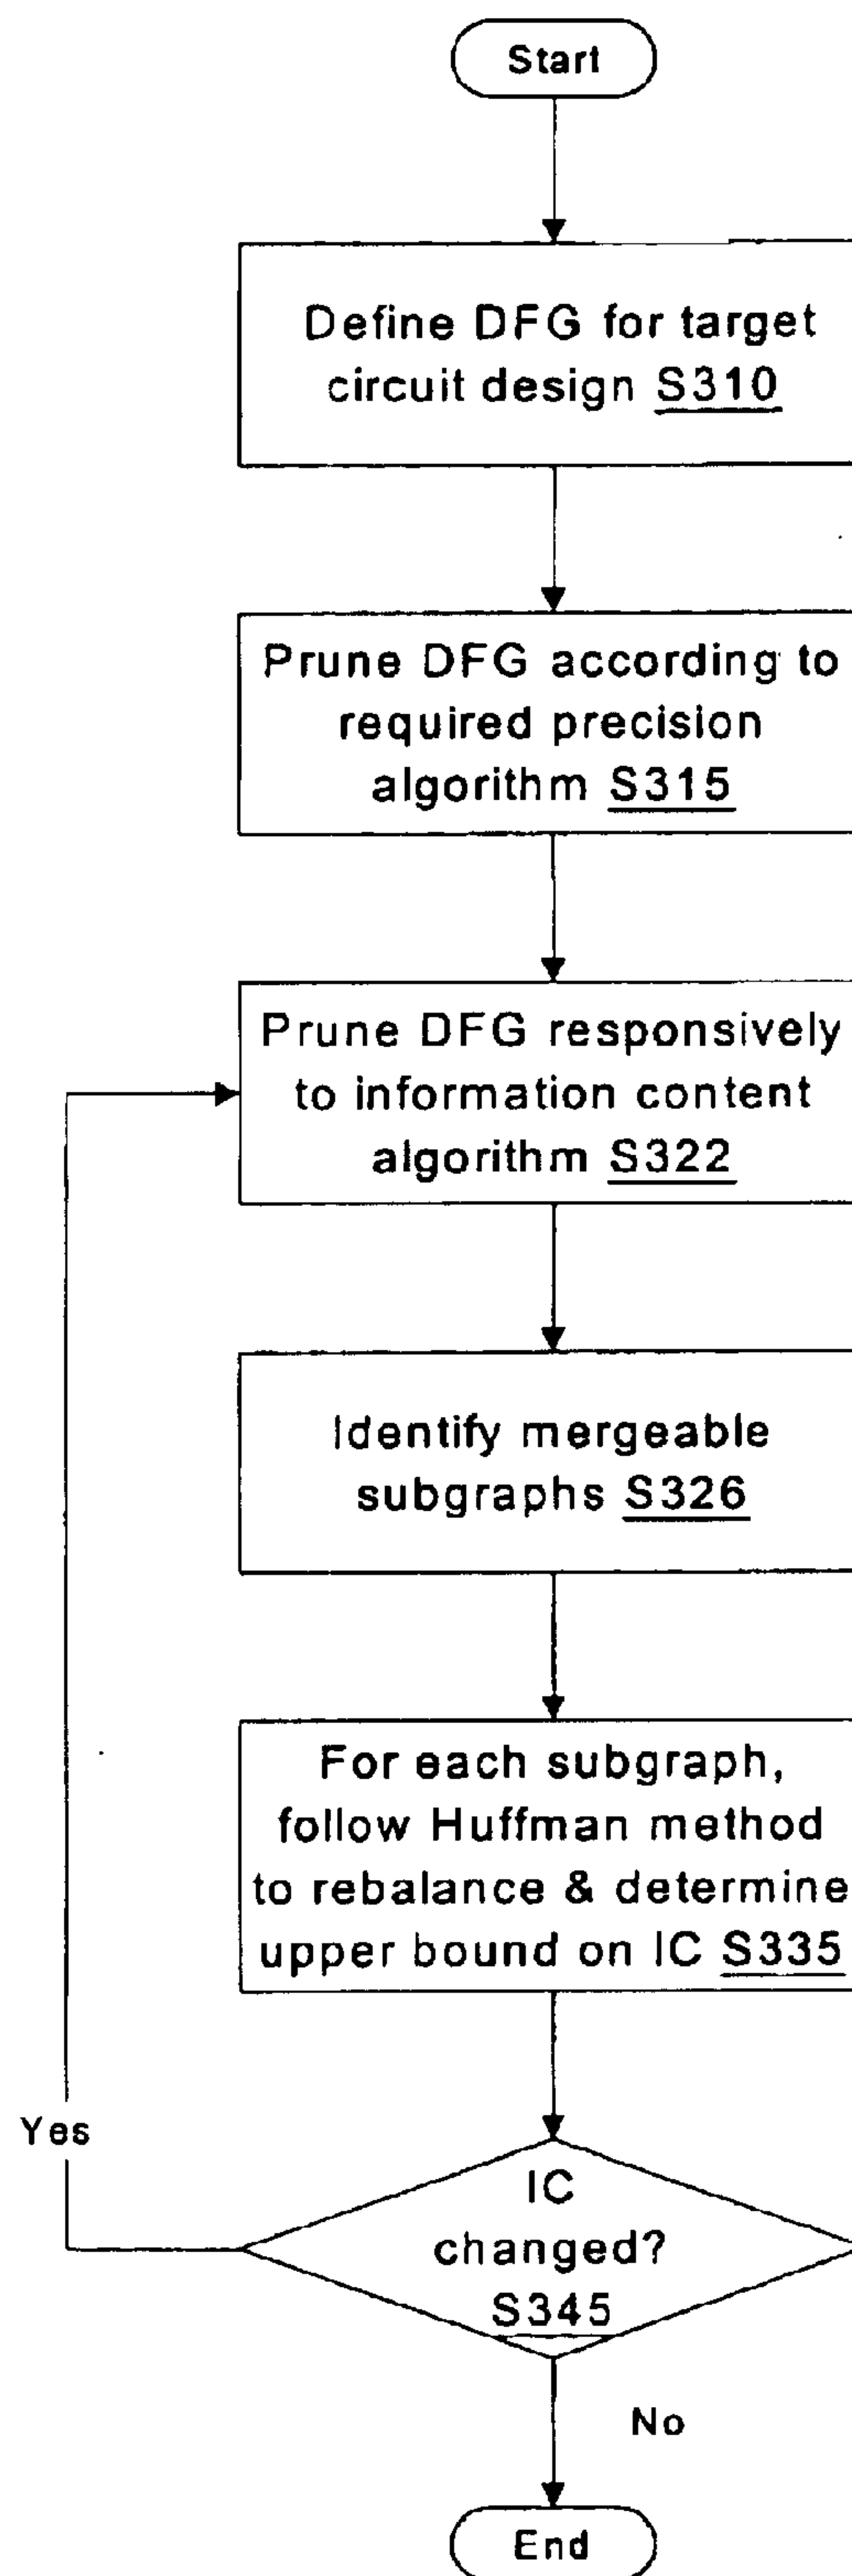 Start
Define DFG for target
circuit design S310
Prune DFG according to
required precision
algorithm S315
Prune DFG responsively
to information content
algorithm S322
Identify mergeable
subgraphs S326
For each subgraph,
follow Huffman method
to rebalance & determine
upper bound on IC S335
Yes
IC
changed?
S345
No
End